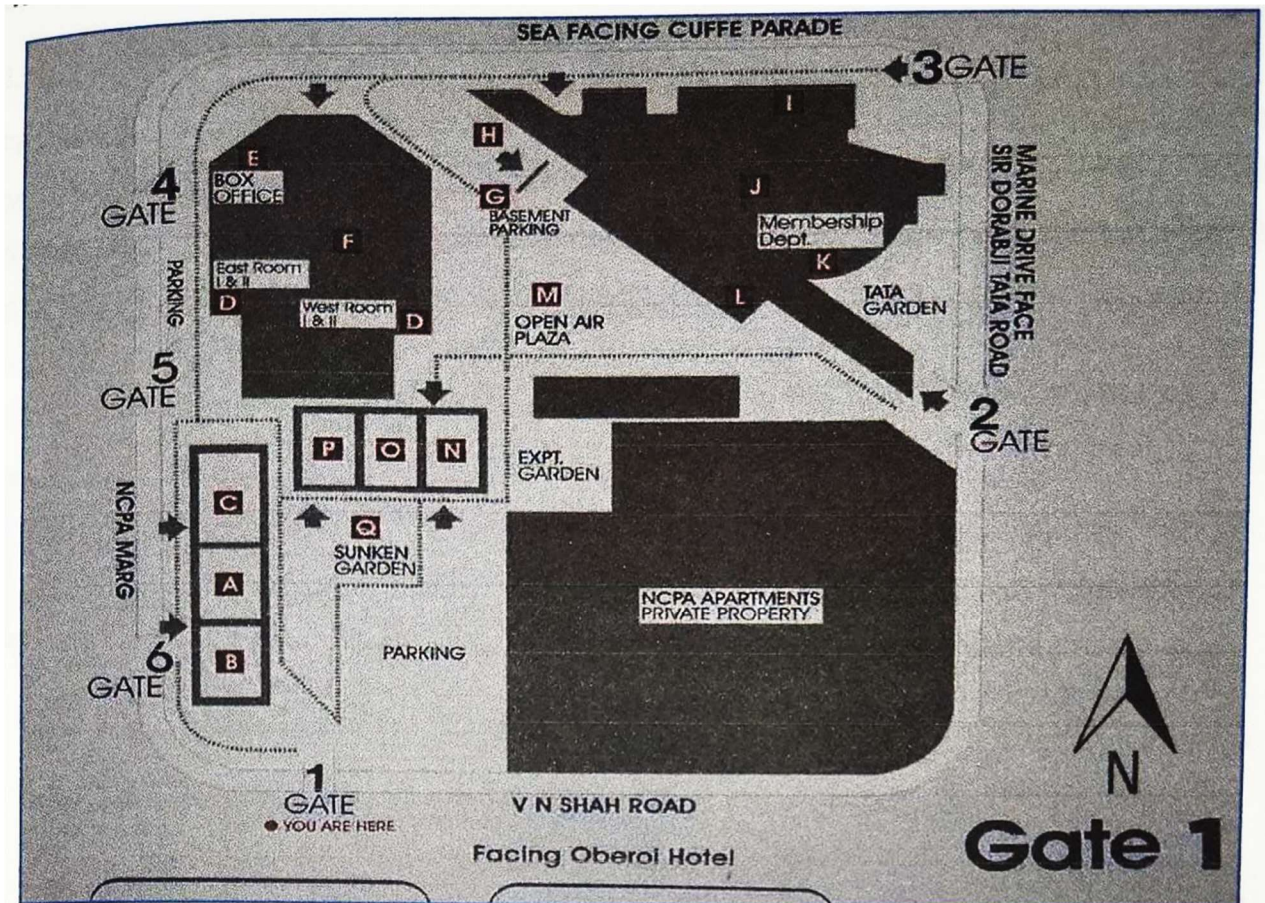 SEA FACING CUFFE PARADE
3 GATE
I
H
E
BOX
OFFICE
4
GATE
G
BASEMENT
PARKING
J
Membership
Dept.
K
F
East Room
I & II
D
West Room
I & II
D
PARKING
M
OPEN AIR
PLAZA
L
TATA
GARDEN
MARINE DRIVE FACE
SIR DORABJI TATA ROAD
5
GATE
2
GATE
P
O
N
EXPT.
GARDEN
C
Q
SUNKEN
GARDEN
NCPA MARG
A
NCPA APARTMENTS
PRIVATE PROPERTY
B
PARKING
6
GATE
1
GATE
YOU ARE HERE
V N SHAH ROAD
N
Gate 1
Facing Oberoi Hotel